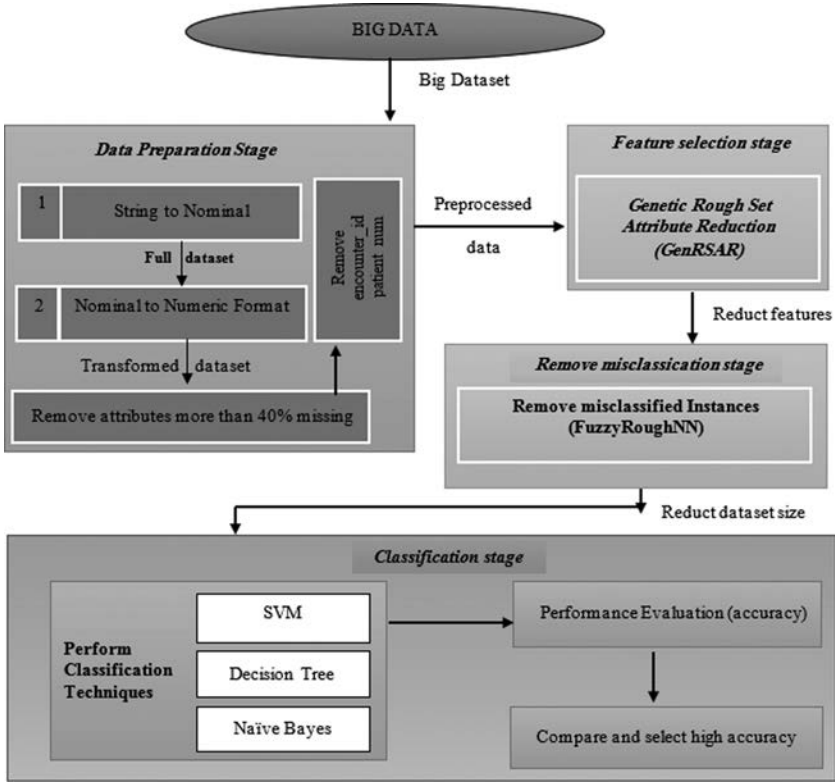 BIG DATA
Big Dataset
Data Preparation Stage
1
String to Nominal
Full dataset
2
Nominal to Numeric Format
Transformed dataset
Remove attributes more than 40% missing
Remove
encounter_id
patient_num
Preprocessed
data
Feature selection stage
Genetic Rough Set
Attribute Reduction
(GenRSAR)
Reduct features
Remove misclassication stage
Remove misclassified Instances
(FuzzyRoughNN)
Reduct dataset size
Classification stage
Perform
Classification
Techniques
SVM
Decision Tree
Naïve Bayes
Performance Evaluation (accuracy)
Compare and select high accuracy